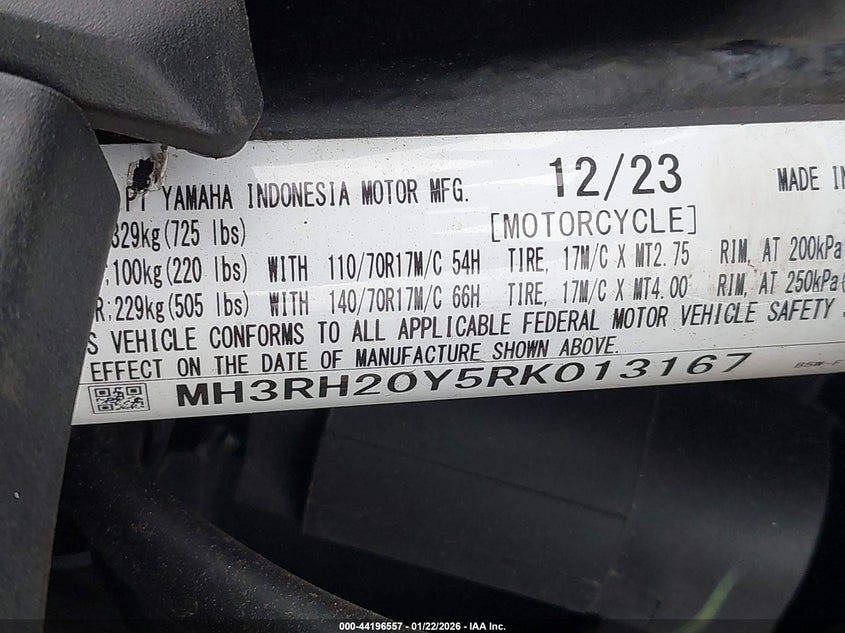 PT YAMAHA INDONESIA MOTOR MFG. 12/23 MADE IN
329kg(725 lbs) [MOTORCYCLE]
:100kg(220 lbs) WITH 110/70R17M/C 54H TIRE, 17M/C X MT2.75 RIM, AT 200kPa
R:229kg(505 lbs) WITH 140/70R17M/C 66H TIRE, 17M/C X MT4.00 RIM, AT 250kPa(
S VEHICLE CONFORMS TO ALL APPLICABLE FEDERAL MOTOR VEHICLE SAFETY
EFFECT ON THE DATE OF MANUFACTURE SHOWN ABOVE.
MH3RH20Y5RK013167
000-44196557 - 01/22/2026 - IAA Inc.